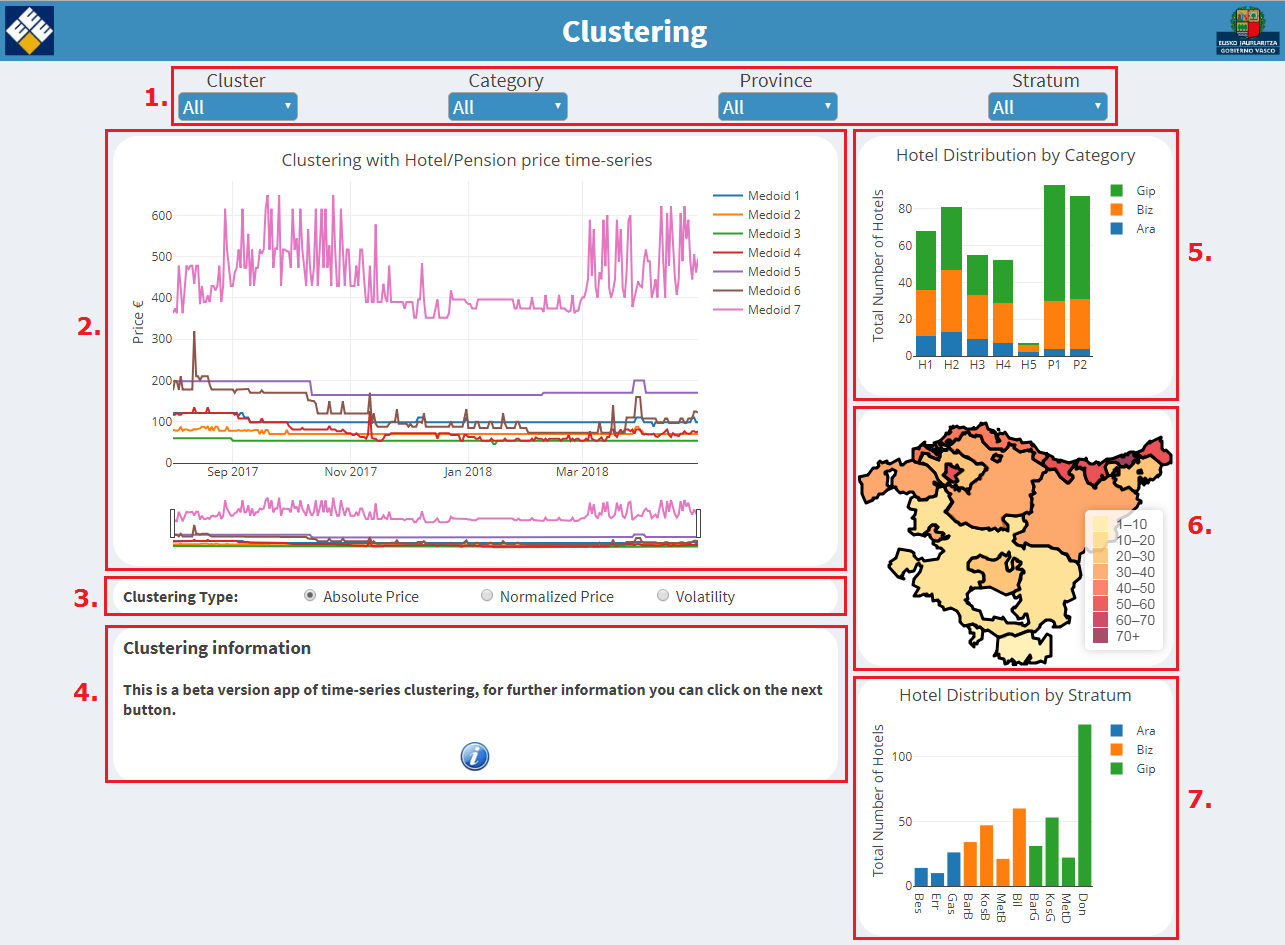 Clustering
EUSKO JAURLARITZA
GOBIERNO VASCO
1.
Cluster
All
Category
All
Province
All
Stratum
All
2.
Clustering with Hotel/Pension price time-series
Price €
600
500
400
300
200
100
0
Sep 2017
Nov 2017
Jan 2018
Mar 2018
Medoid 1
Medoid 2
Medoid 3
Medoid 4
Medoid 5
Medoid 6
Medoid 7
3.
Clustering Type:
Absolute Price
Normalized Price
Volatility
4.
Clustering information
This is a beta version app of time-series clustering, for further information you can click on the next
button.
i
5.
Hotel Distribution by Category
Total Number of Hotels
80
60
40
20
0
H1
H2
H3
H4
H5
P1
P2
Gip
Biz
Ara
6.
1–10
10–20
20–30
30–40
40–50
50–60
60–70
70+
7.
Hotel Distribution by Stratum
Total Number of Hotels
100
50
0
Bes
Err
Gas
BarB
KosB
MetB
Bil
BarG
KosG
MetD
Don
Ara
Biz
Gip